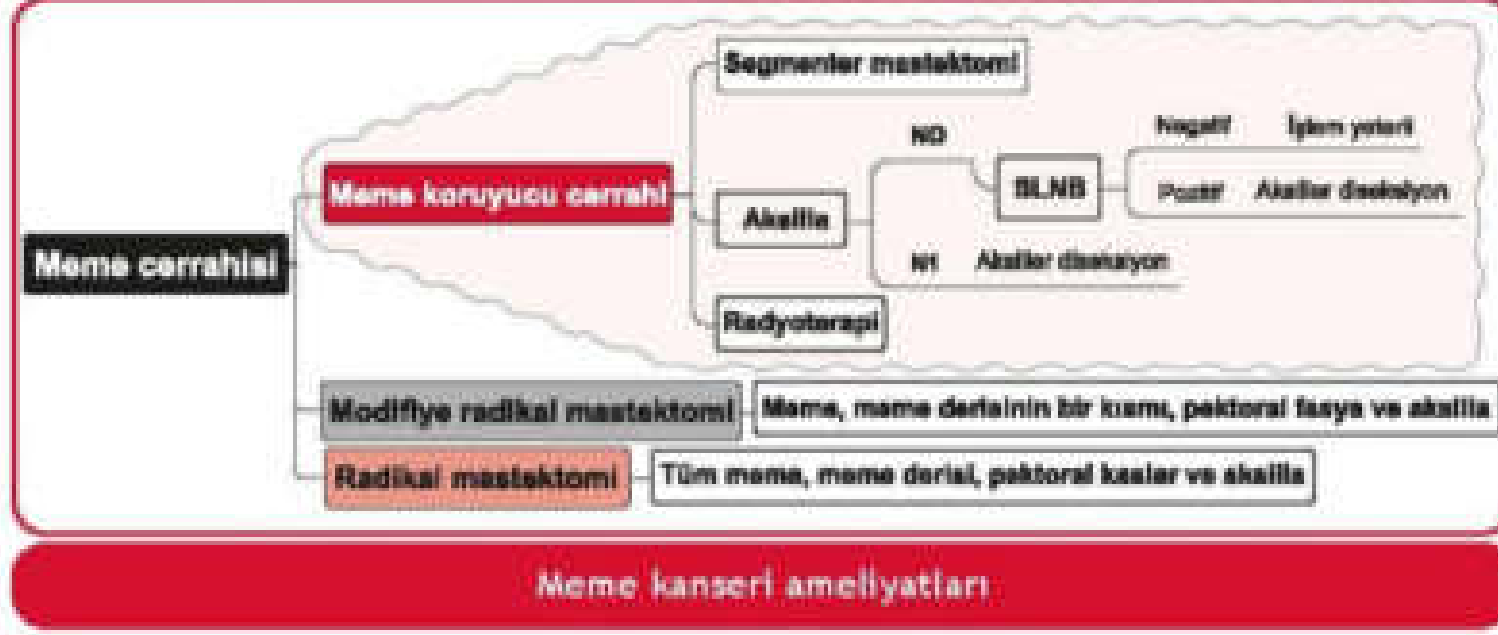 Segmenter mastektomi
N0
Negatif İşlem yeterli
Meme koruyucu cerrahi
SLNB
Pozitif Aksiller diseksiyon
Aksilla
Meme cerrahisi
N1 Aksiller diseksiyon
Radyoterapi
Modifiye radikal mastektomi
Meme, meme derisinin bir kısmı, pektoral fasya ve aksilla
Radikal mastektomi
Tüm meme, meme derisi, pektoral kaslar ve aksilla
Meme kanseri ameliyatları